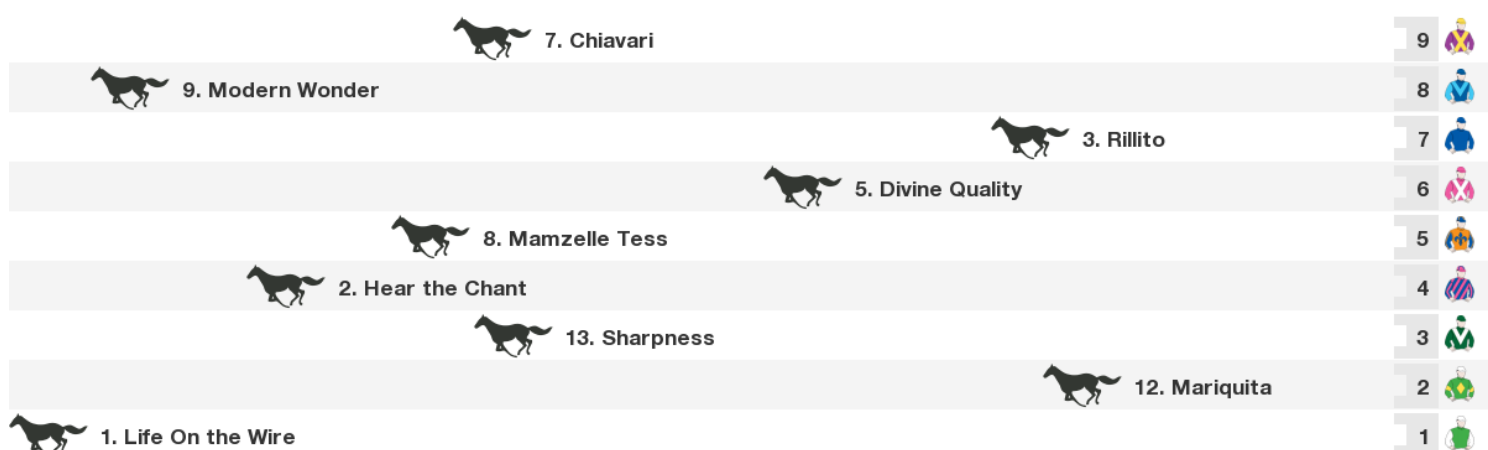 7. Chiavari 9
9. Modern Wonder 8
3. Rillito 7
5. Divine Quality 6
8. Mamzelle Tess 5
2. Hear the Chant 4
13. Sharpness 3
12. Mariquita 2
1. Life On the Wire 1